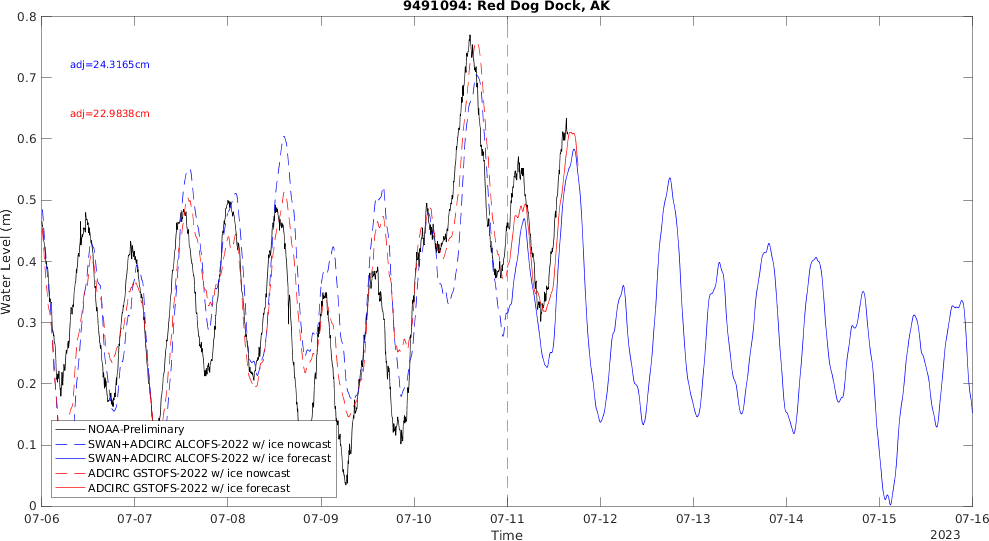 9491094: Red Dog Dock, AK
adj=24.3165cm
adj=22.9838cm
Water Level (m)
0.8
0.7
0.6
0.5
0.4
0.3
0.2
0.1
0
NOAA-Preliminary
SWAN+ADCIRC ALCOFS-2022 w/ ice nowcast
SWAN+ADCIRC ALCOFS-2022 w/ ice forecast
ADCIRC GSTOFS-2022 w/ ice nowcast
ADCIRC GSTOFS-2022 w/ ice forecast
07-06 07-07 07-08 07-09 07-10 07-11 07-12 07-13 07-14 07-15 07-16
Time
2023